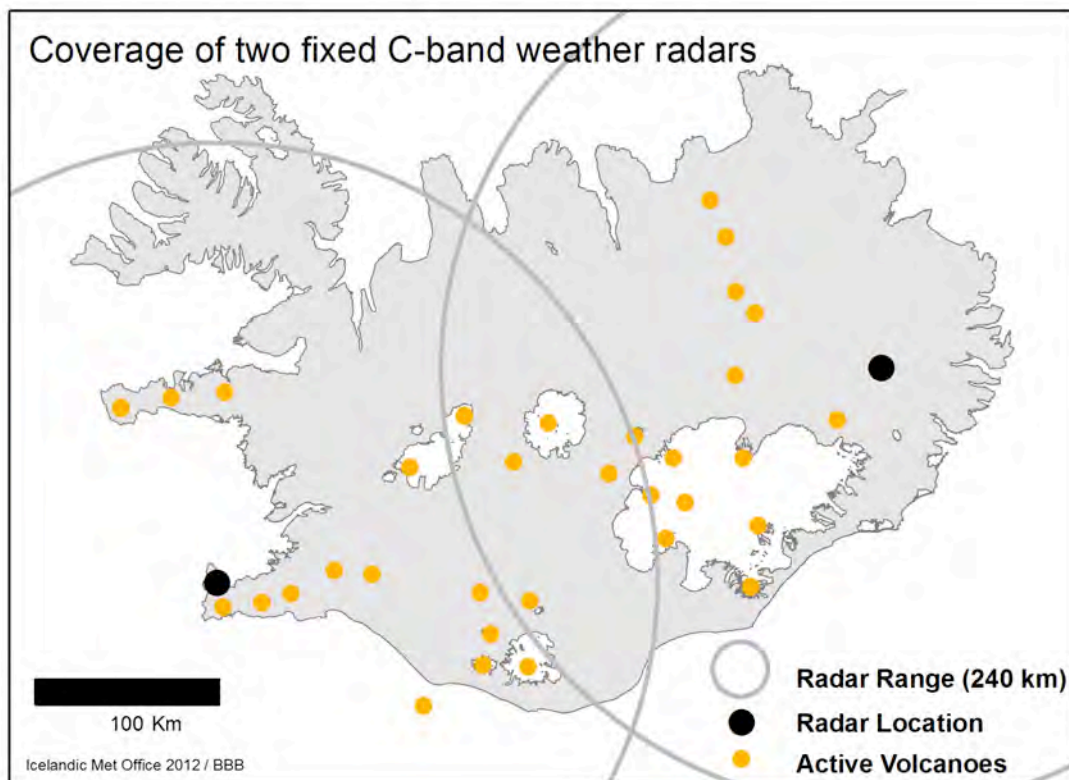 Coverage of two fixed C-band weather radars
Radar Range (240 km)
Radar Location
Active Volcanoes
100 Km
Icelandic Met Office 2012 / BBB